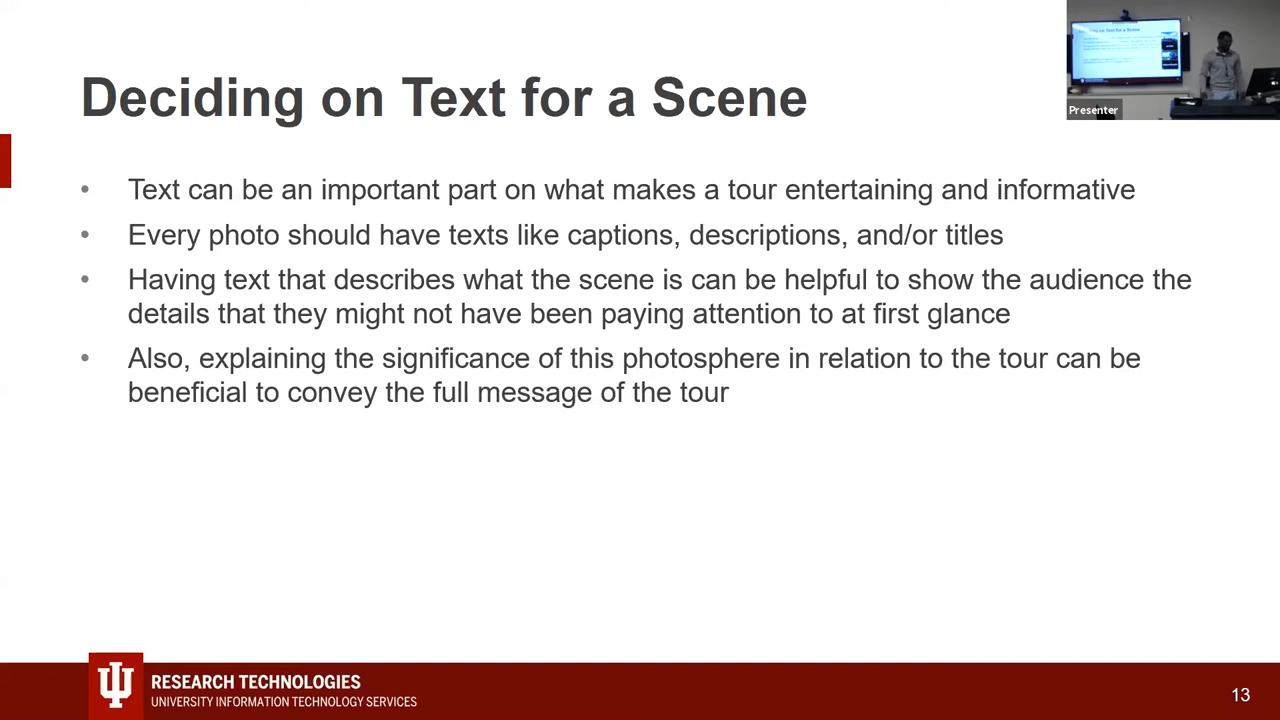 Deciding on Text for a Scene
Presenter
• Text can be an important part on what makes a tour entertaining and informative
• Every photo should have texts like captions, descriptions, and/or titles
• Having text that describes what the scene is can be helpful to show the audience the
details that they might not have been paying attention to at first glance
• Also, explaining the significance of this photosphere in relation to the tour can be
beneficial to convey the full message of the tour
RESEARCH TECHNOLOGIES
UNIVERSITY INFORMATION TECHNOLOGY SERVICES
13